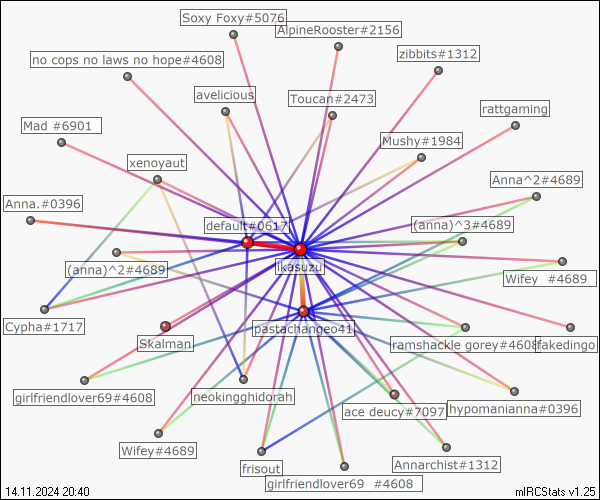 Soxy Foxy#5076
AlpineRooster#2156
no cops no laws no hope#4608
zibbits#1312
avelicious
Toucan#2473
rattgaming
Mad #6901
Mushy#1984
xenoyaut
Anna^2#4689
Anna.#0396
default#0617
(anna)^3#4689
(anna)^2#4689
ikasuzu
Wifey #4689
Cypha#1717
pastachangeo41
Skalman
ramshackle gorey#4608
fakedingo
girlfriendlover69#4608
neokingghidorah
ace deucy#7097
hypomanianna#0396
Wifey#4689
frisout
Annarchist#1312
girlfriendlover69 #4608
14.11.2024 20:40
mIRCStats v1.25